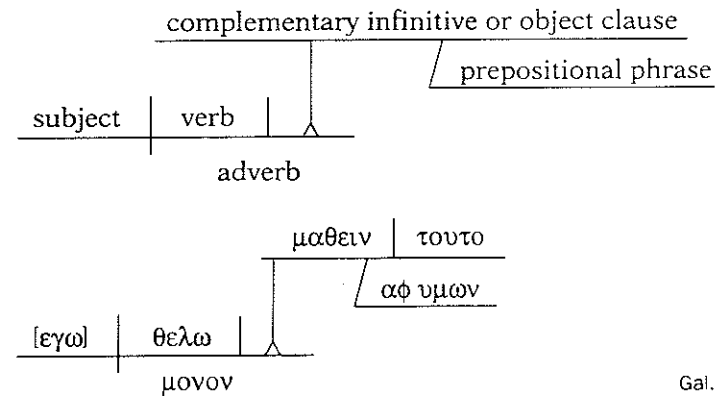 complementary infinitive or object clause
prepositional phrase
subject verb
adverb
μαθειν τουτο
αφ υμων
[εγω] θελω
μονον
Gal.